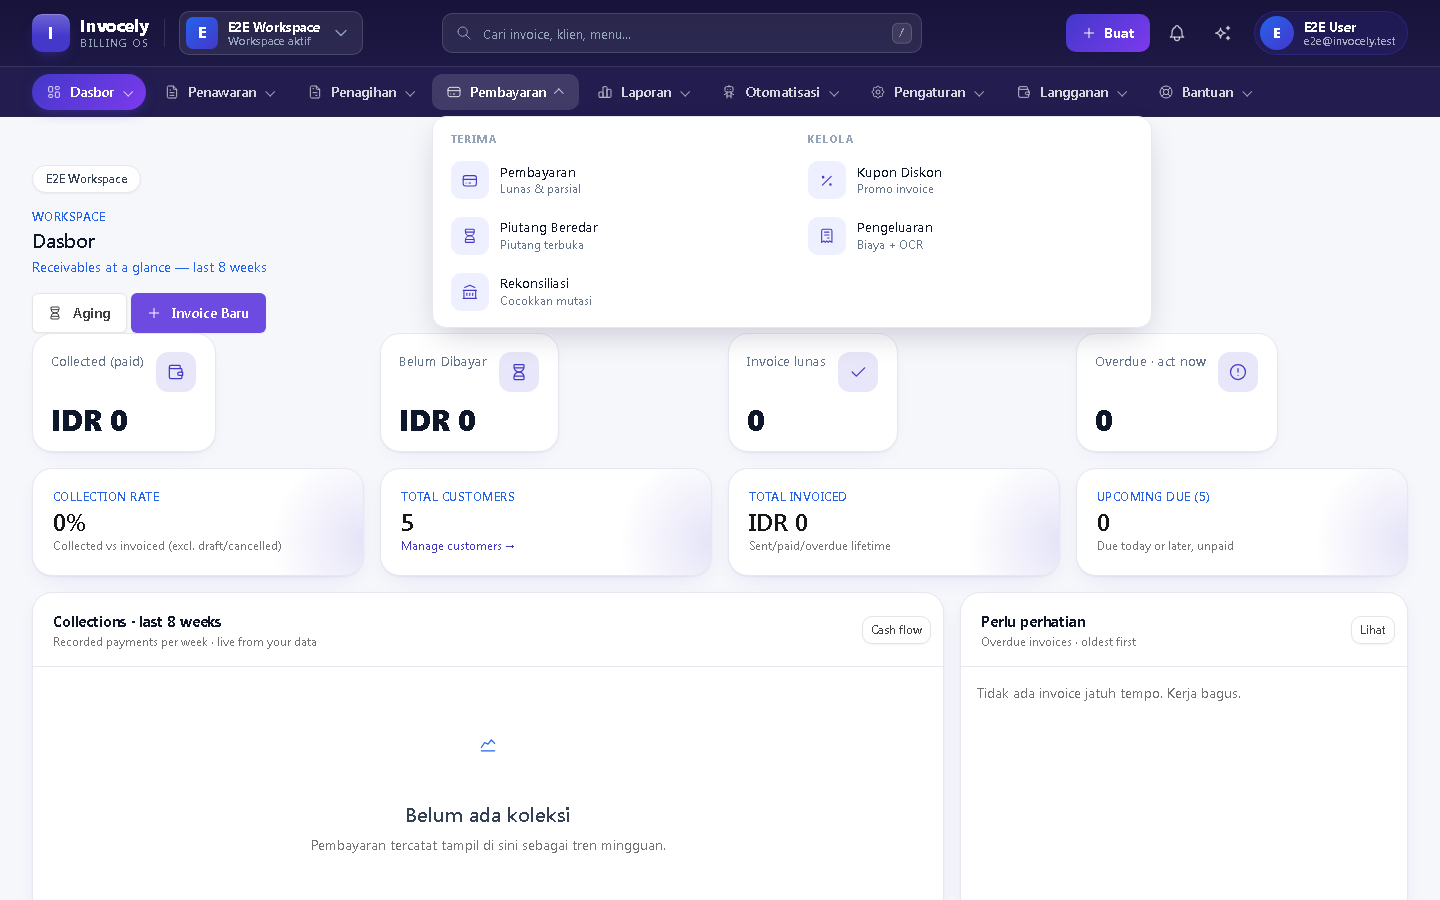 I
Invocely
BILLING OS
E
E2E Workspace
Workspace aktif
Cari invoice, klien, menu...
/
Buat
E
E2E User
e2e@invocely.test
Dasbor
Penawaran
Penagihan
Pembayaran
Laporan
Otomatisasi
Pengaturan
Langganan
Bantuan
TERIMA
Pembayaran
Lunas & parsial
Piutang Beredar
Piutang terbuka
Rekonsiliasi
Cocokkan mutasi
KELOLA
Kupon Diskon
Promo invoice
Pengeluaran
Biaya + OCR
E2E Workspace
WORKSPACE
Dasbor
Receivables at a glance — last 8 weeks
Aging
Invoice Baru
Collected (paid)
IDR 0
Belum Dibayar
IDR 0
Invoice lunas
0
Overdue · act now
0
COLLECTION RATE
0%
Collected vs invoiced (excl. draft/cancelled)
TOTAL CUSTOMERS
5
Manage customers →
TOTAL INVOICED
IDR 0
Sent/paid/overdue lifetime
UPCOMING DUE (5)
0
Due today or later, unpaid
Collections · last 8 weeks
Recorded payments per week · live from your data
Cash flow
Belum ada koleksi
Pembayaran tercatat tampil di sini sebagai tren mingguan.
Perlu perhatian
Overdue invoices · oldest first
Lihat
Tidak ada invoice jatuh tempo. Kerja bagus.